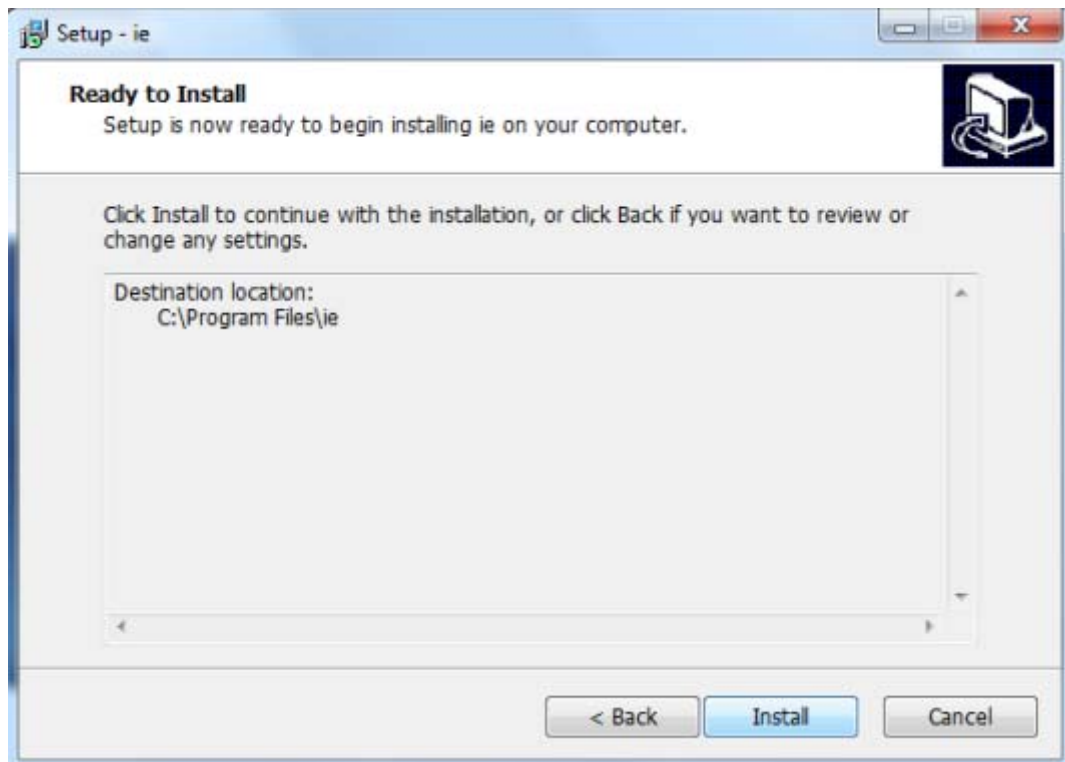 Setup - ie
Ready to Install
Setup is now ready to begin installing ie on your computer.
Click Install to continue with the installation, or click Back if you want to review or
change any settings.
Destination location:
C:\Program Files\ie
< Back
Install
Cancel